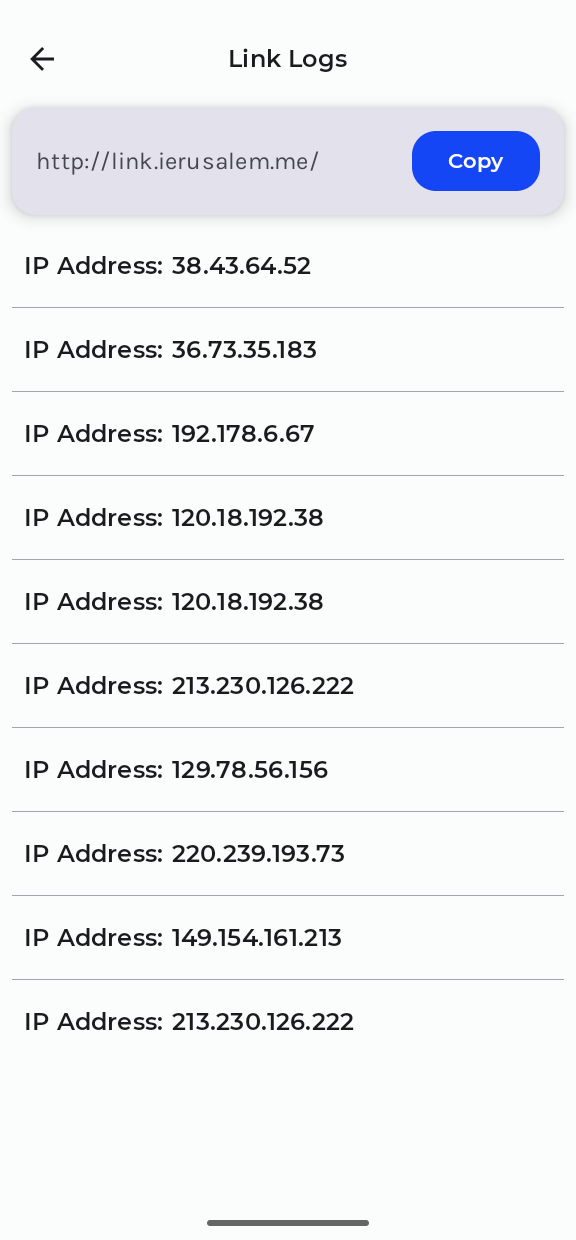 Link Logs
http://link.ierusalem.me/
Copy
IP Address: 38.43.64.52
IP Address: 36.73.35.183
IP Address: 192.178.6.67
IP Address: 120.18.192.38
IP Address: 120.18.192.38
IP Address: 213.230.126.222
IP Address: 129.78.56.156
IP Address: 220.239.193.73
IP Address: 149.154.161.213
IP Address: 213.230.126.222